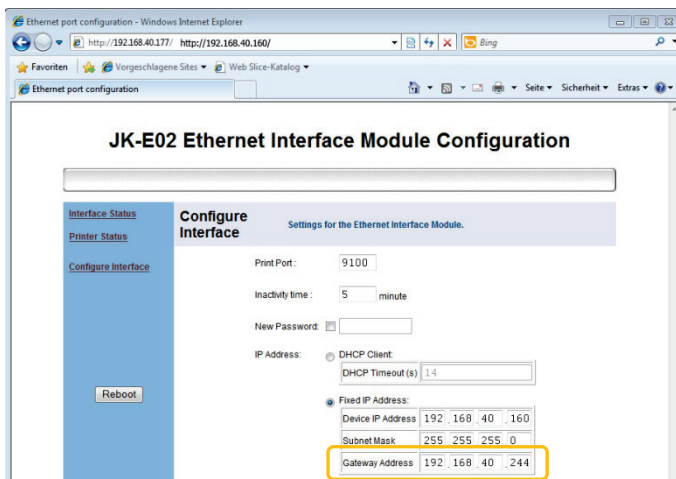 Ethernet port configuration - Windows Internet Explorer
http://192.168.40.177/ http://192.168.40.160/
Bing
Favoriten Vorgeschlagene Sites Web Slice-Katalog
Ethernet port configuration
Seite Sicherheit Extras
JK-E02 Ethernet Interface Module Configuration
Interface Status
Printer Status
Configure Interface
Reboot
Configure
Interface
Settings for the Ethernet Interface Module.
Print Port : 9100
Inactivity time : 5 minute
New Password:
IP Address: DHCP Client:
DHCP Timeout (s) 14
Fixed IP Address:
Device IP Address 192 .168 .40 .160
Subnet Mask 255 .255 .255 .0
Gateway Address 192 .168 .40 .244